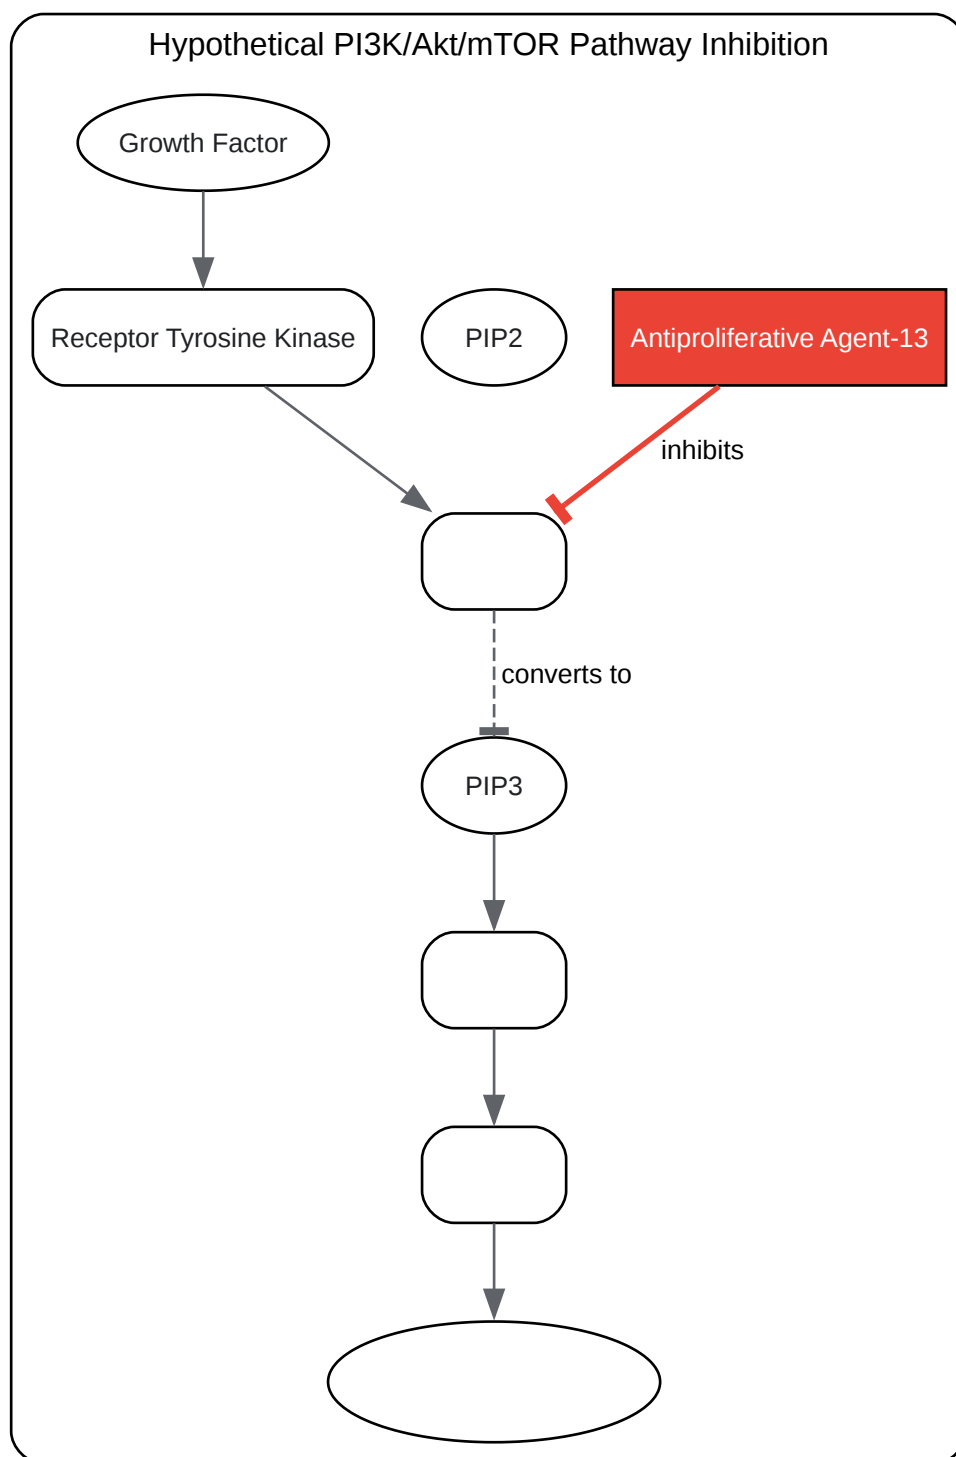 Hypothetical PI3K/Akt/mTOR Pathway Inhibition
Growth Factor
Receptor Tyrosine Kinase
PIP2
Antiproliferative Agent-13
inhibits
converts to
PIP3